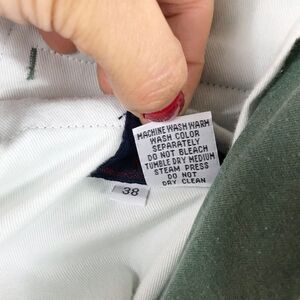 MACHINE WASH WARM
WASH COLOR
SEPARATELY
DO NOT BLEACH
TUMBLE DRY MEDIUM
STEAM PRESS
DO NOT
DRY CLEAN
38